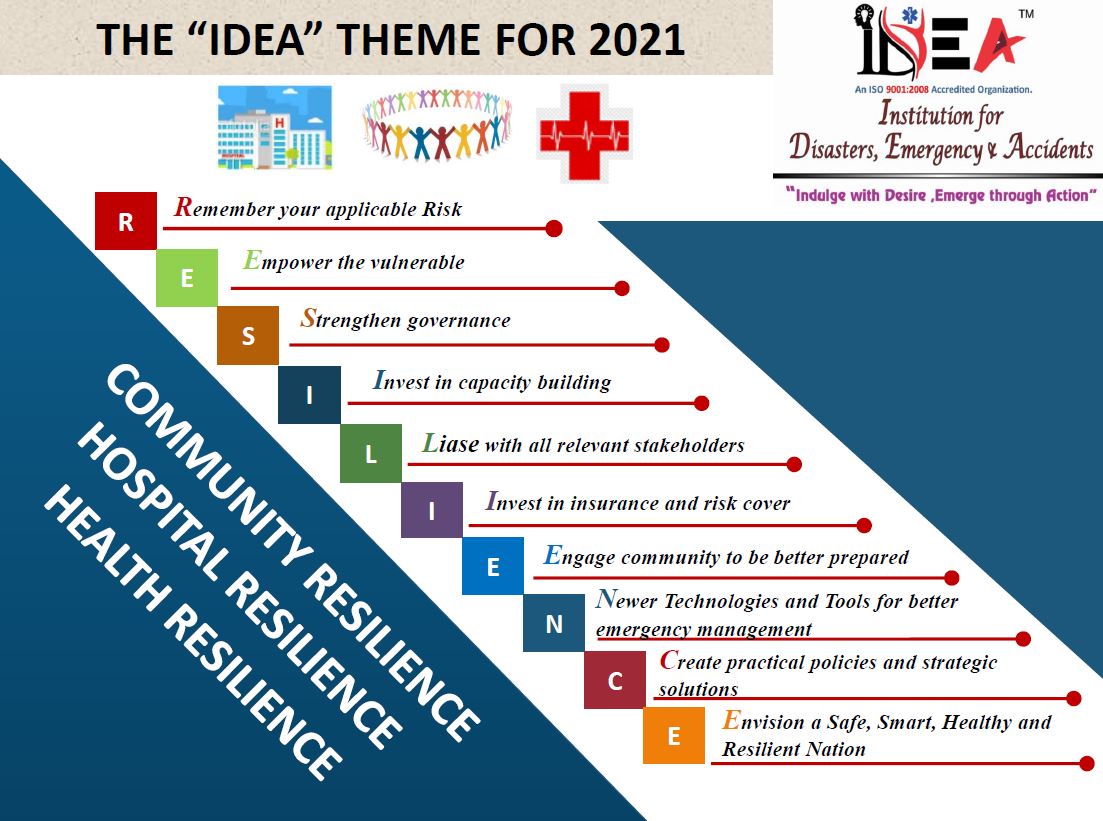 THE “IDEA” THEME FOR 2021
IDEA™
An ISO 9001:2008 Accredited Organization.
Institution for
Disasters, Emergency & Accidents
“Indulge with Desire ,Emerge through Action”
H
HOSPITAL
R
Remember your applicable Risk
E
Empower the vulnerable
S
Strengthen governance
I
Invest in capacity building
L
Liase with all relevant stakeholders
I
Invest in insurance and risk cover
E
Engage community to be better prepared
N
Newer Technologies and Tools for better
emergency management
C
Create practical policies and strategic
solutions
E
Envision a Safe, Smart, Healthy and
Resilient Nation
COMMUNITY RESILIENCE
HOSPITAL RESILIENCE
HEALTH RESILIENCE